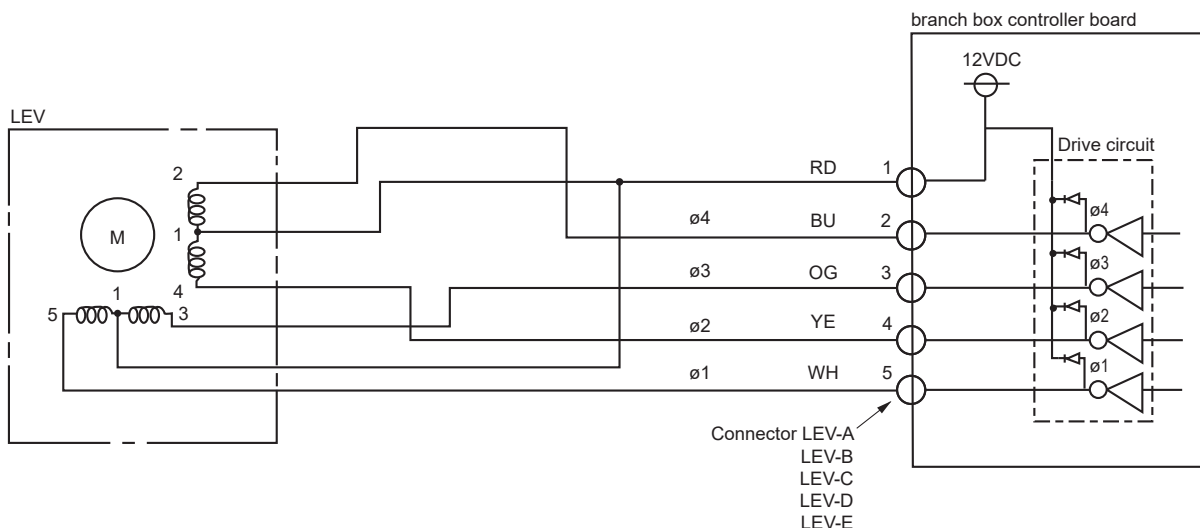 branch box controller board
12VDC
LEV
Drive circuit
2
RD
1
ø4
ø4
BU
2
M
1
ø3
ø3
OG
3
4
5
1
3
ø2
ø2
YE
4
ø1
ø1
WH
5
Connector LEV-A
LEV-B
LEV-C
LEV-D
LEV-E